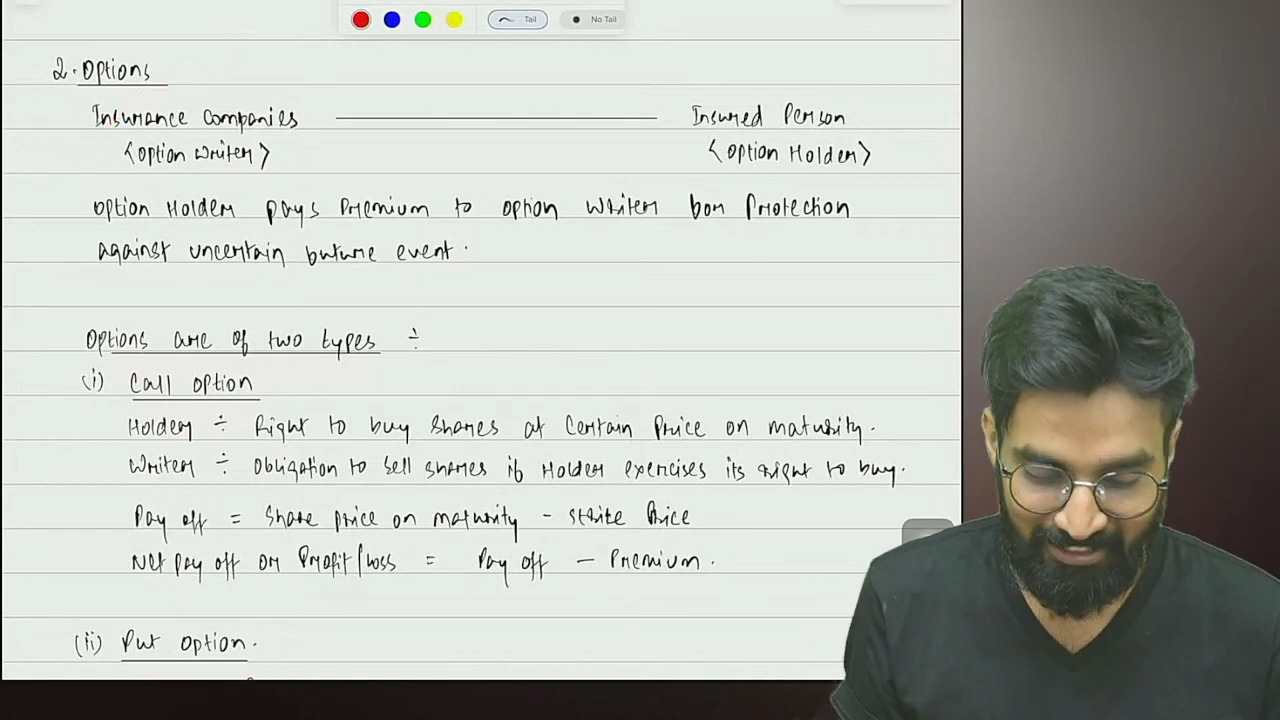 Tail
No Tail
2. Options
Insurance Companies ——— Insured Person
<Option Writer> <Option Holder>
Option Holder pays Premium to option writer for Protection
against uncertain future event.
Options are of two types ÷
(i) Call option
Holder ÷ Right to buy shares at certain Price on maturity.
Writer ÷ obligation to sell shares if Holder exercises its right to buy.
Pay off = Share price on maturity - strike Price
Net Pay off or Profit/Loss = Pay off - Premium.
(ii) Put option.